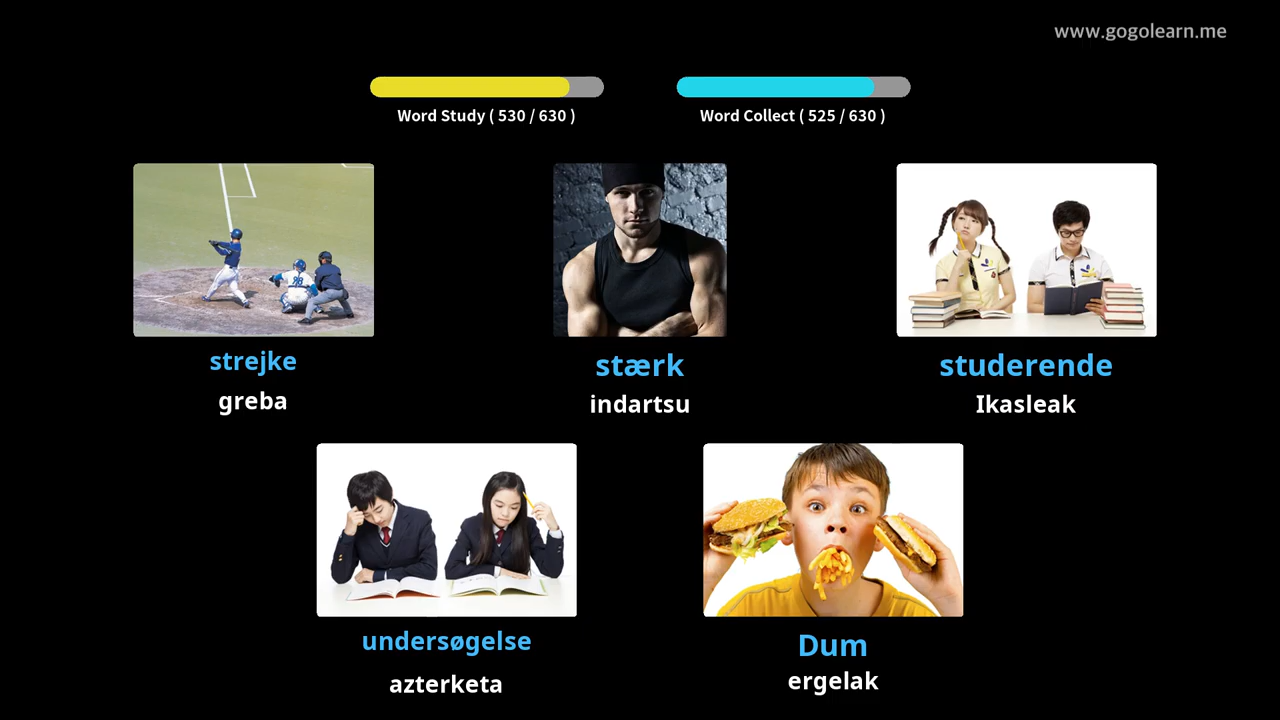 www.gogolearn.me
Word Study ( 530 / 630 )
Word Collect ( 525 / 630 )
strejke
greba
stærk
indartsu
studerende
Ikasleak
undersøgelse
azterketa
Dum
ergelak